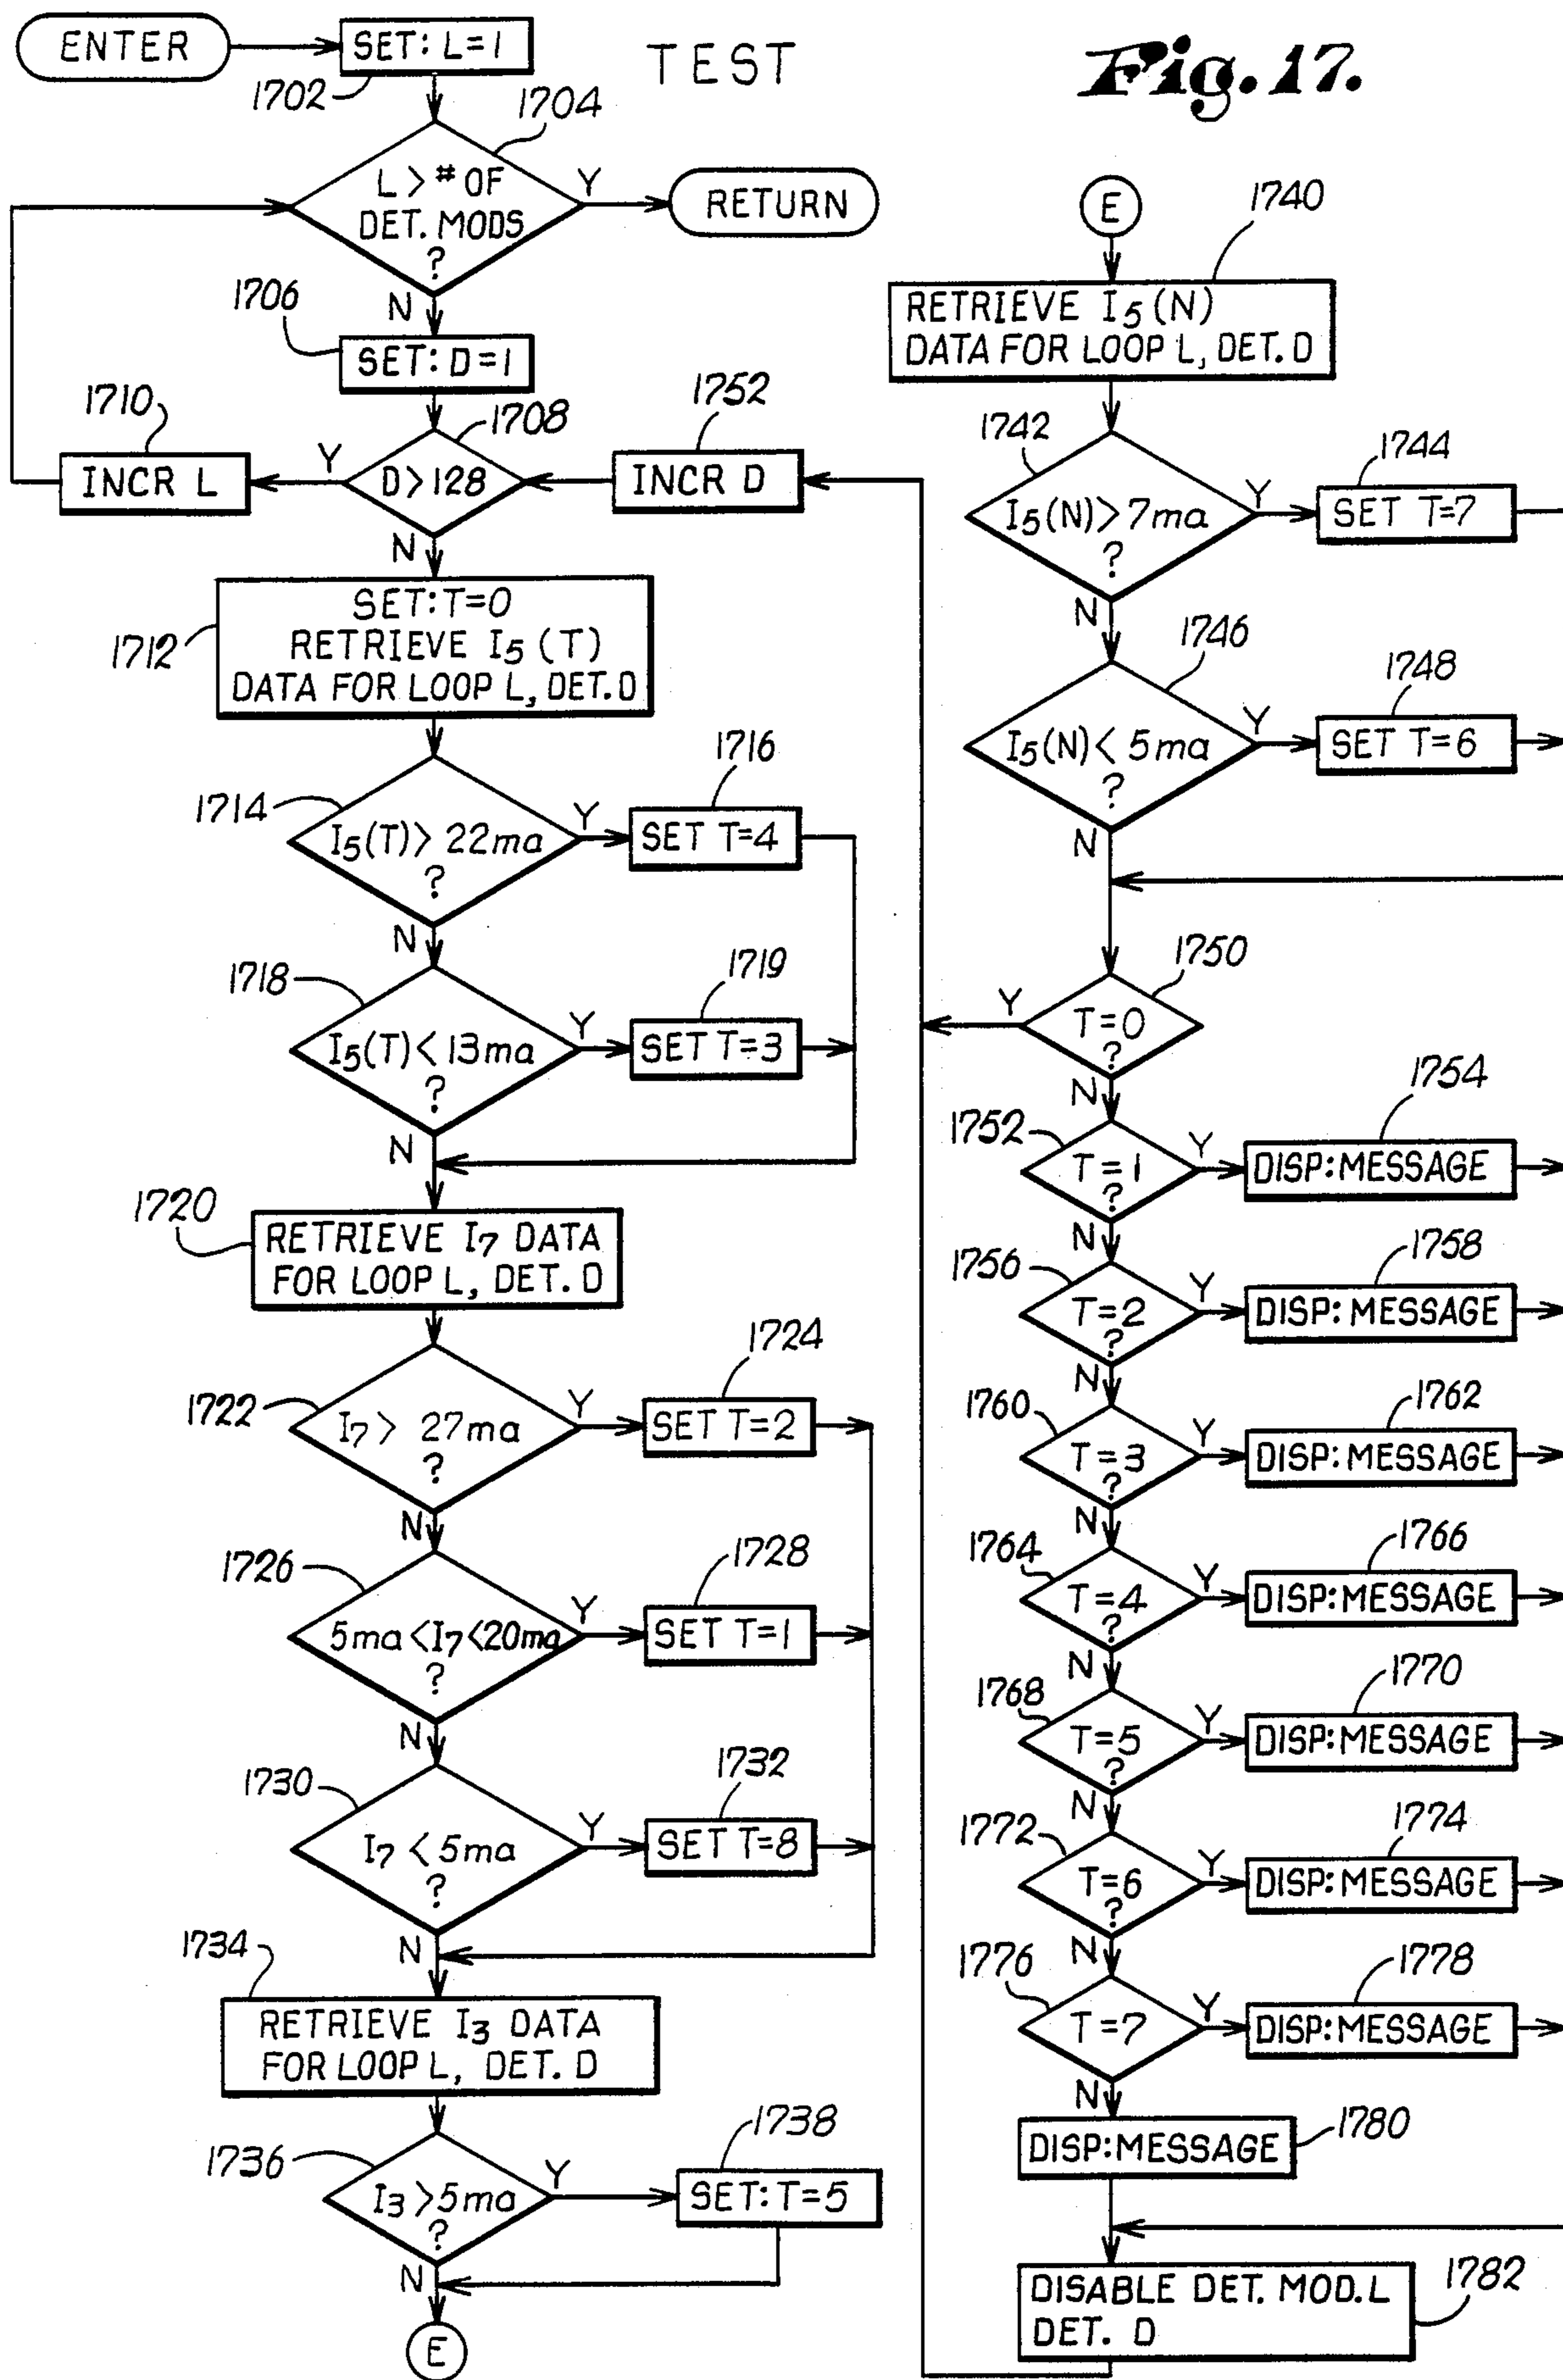 ENTER
SET: L=1
TEST
Fig. 17.
1702
1704
L > # OF
DET. MODS
?
Y
RETURN
N
1706
SET: D=1
1710
1708
1752
INCR L
Y
D>128
INCR D
N
SET: T=0
RETRIEVE I5 (T)
DATA FOR LOOP L, DET. D
1712
1714
1716
I5(T) > 22ma
?
Y
SET T=4
N
1718
1719
I5(T) < 13ma
?
Y
SET T=3
N
1720
RETRIEVE I7 DATA
FOR LOOP L, DET. D
1722
1724
I7 > 27ma
?
Y
SET T=2
N
1726
1728
5ma < I7 < 20ma
?
Y
SET T=1
N
1730
1732
I7 < 5ma
?
Y
SET T=8
N
1734
RETRIEVE I3 DATA
FOR LOOP L, DET. D
1736
1738
I3 > 5ma
?
Y
SET: T=5
N
E
E
1740
RETRIEVE I5 (N)
DATA FOR LOOP L, DET. D
1742
1744
I5(N) > 7ma
?
Y
SET T=7
N
1746
1748
I5(N) < 5ma
?
Y
SET T=6
N
1750
Y
T=0
?
N
1752
1754
T=1
?
Y
DISP: MESSAGE
N
1756
1758
T=2
?
Y
DISP: MESSAGE
N
1760
1762
T=3
?
Y
DISP: MESSAGE
N
1764
1766
T=4
?
Y
DISP: MESSAGE
N
1768
1770
T=5
?
Y
DISP: MESSAGE
N
1772
1774
T=6
?
Y
DISP: MESSAGE
N
1776
1778
T=7
Y
DISP: MESSAGE
N
DISP: MESSAGE
1780
DISABLE DET. MOD. L
DET. D
1782